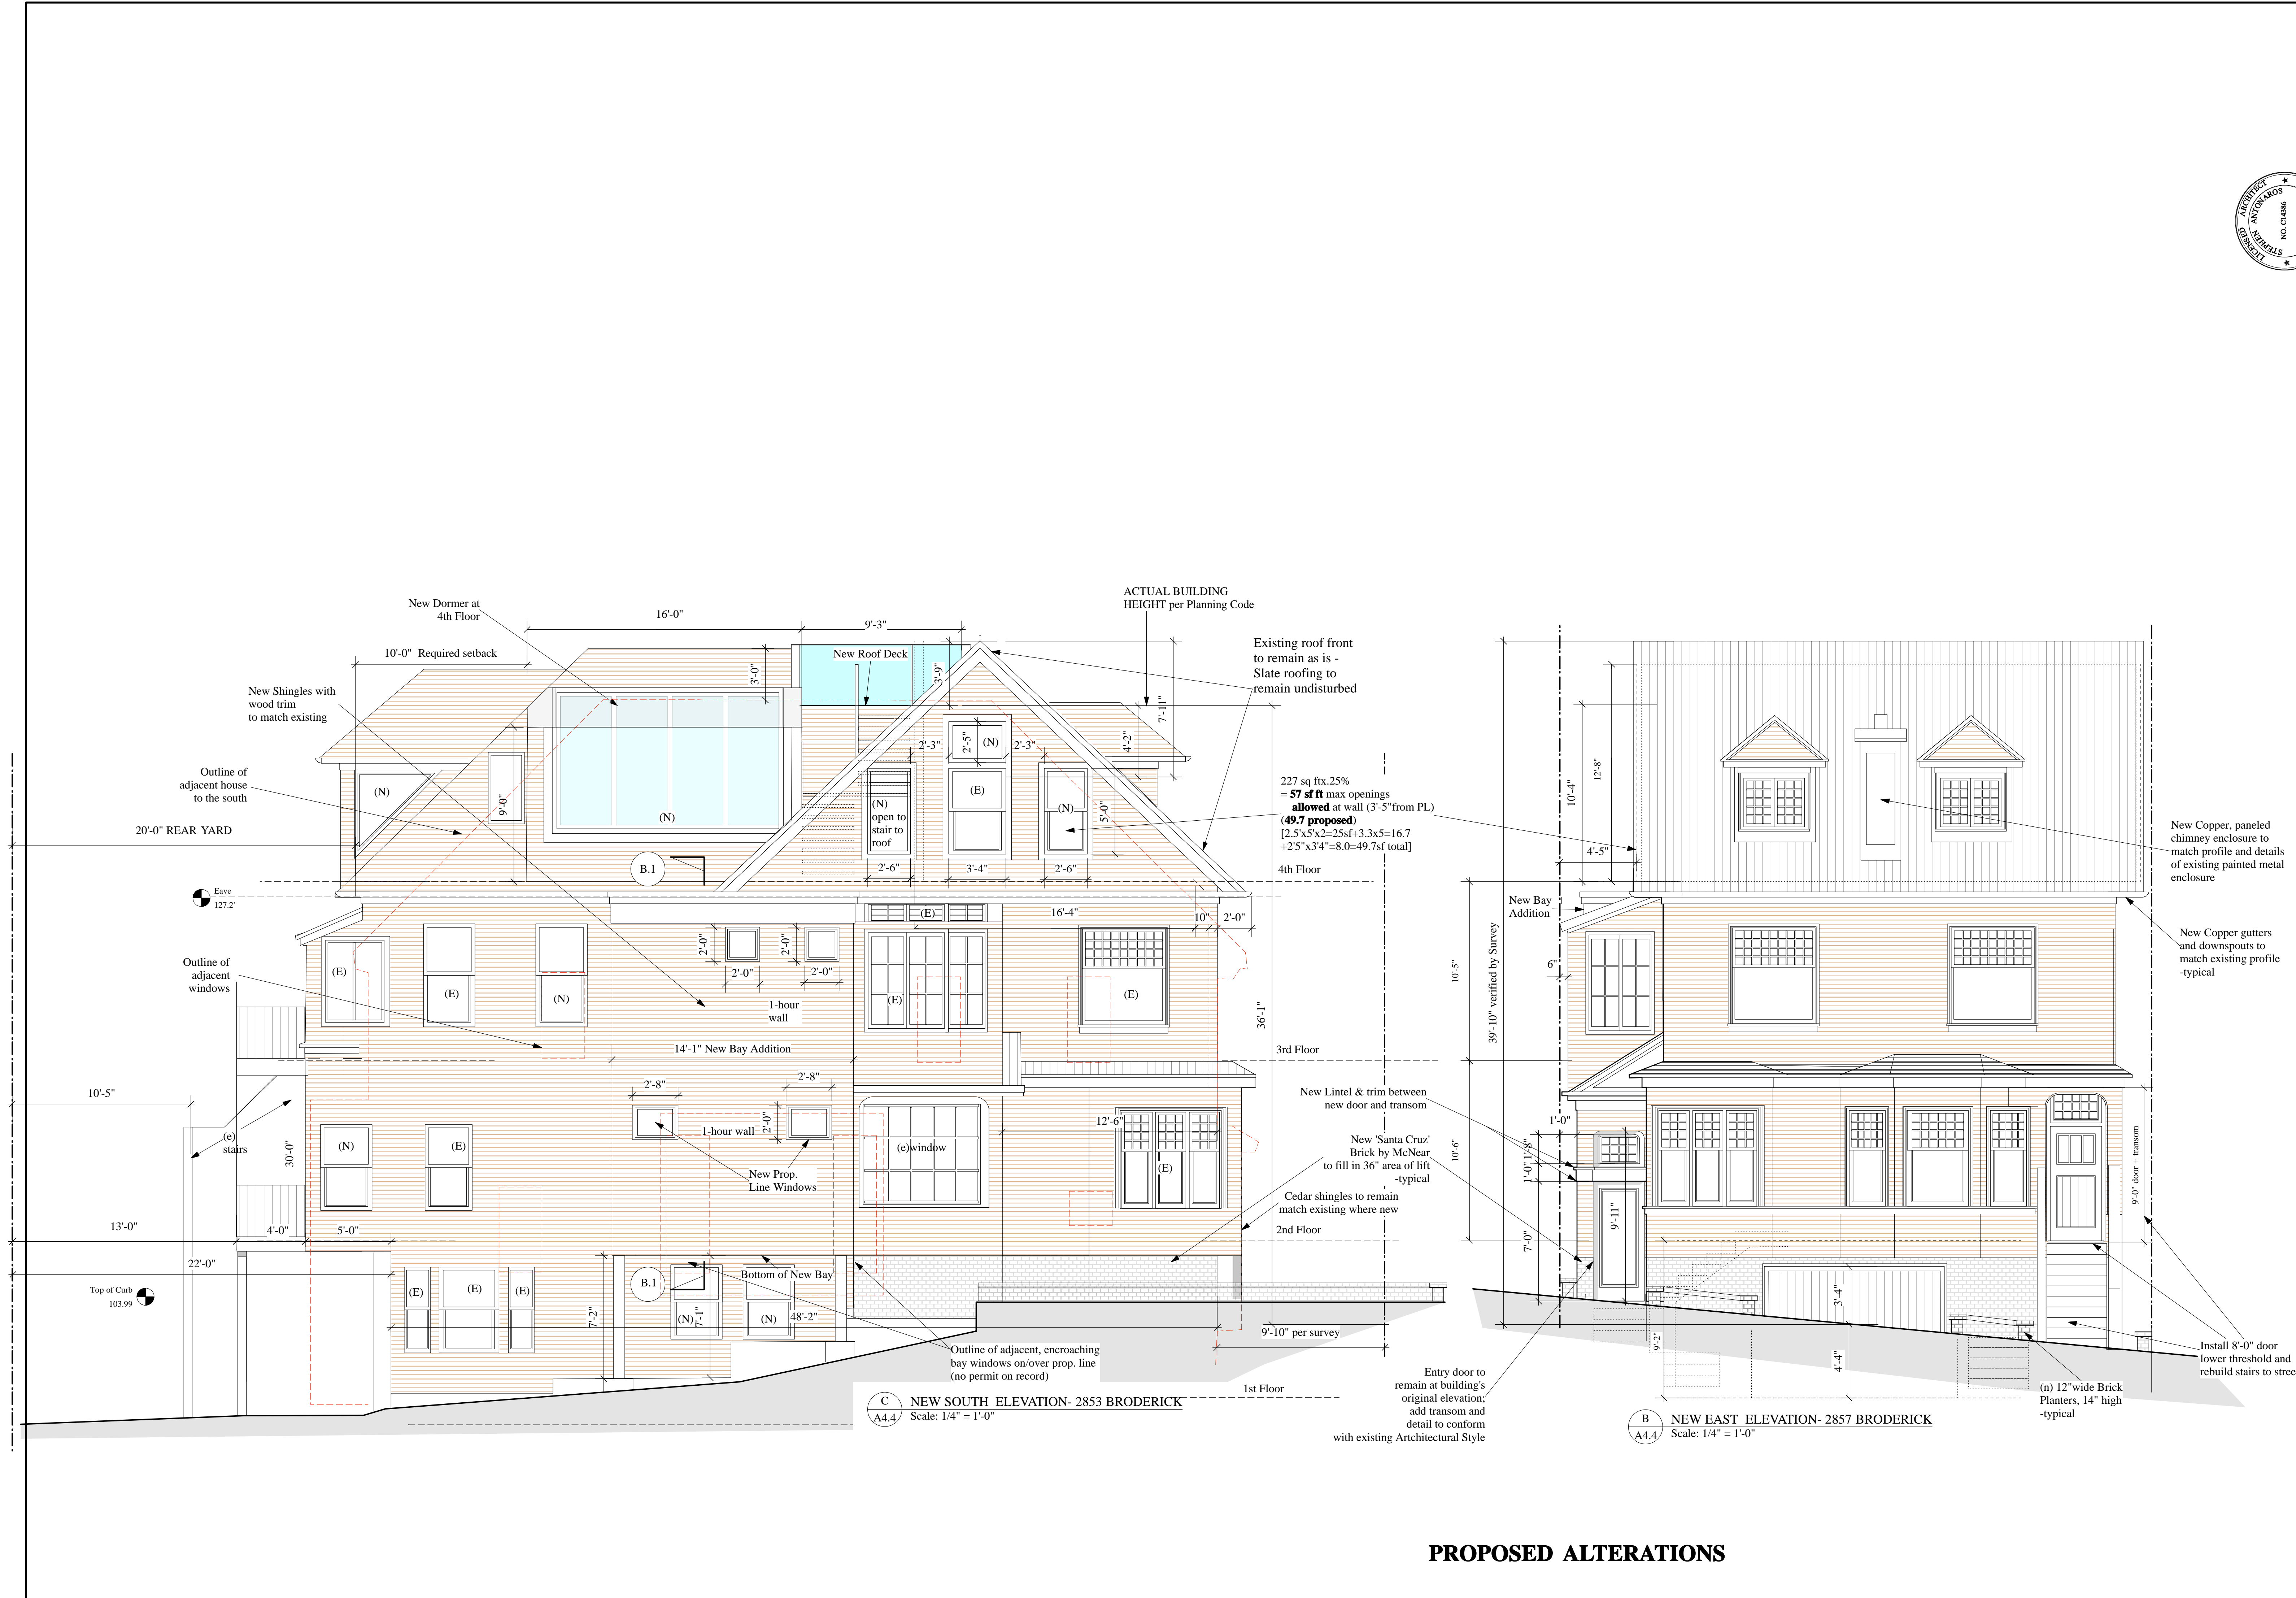 LICENSED ARCHITECT
STEPHEN ANTONAROS
NO. C14386
New Dormer at
4th Floor
16'-0"
9'-3"
ACTUAL BUILDING
HEIGHT per Planning Code
10'-0" Required setback
3'-0"
New Roof Deck
3'-9"
7'-11"
Existing roof front
to remain as is -
Slate roofing to
remain undisturbed
New Shingles with
wood trim
to match existing
Outline of
adjacent house
to the south
(N)
9'-0"
(N)
2'-3"
2'-5"
(N)
2'-3"
4'-2"
(N)
open to
stair to
roof
(E)
(N)
5'-0"
227 sq ftx.25%
= 57 sf ft max openings
allowed at wall (3'-5"from PL)
(49.7 proposed)
[2.5'x5'x2=25sf+3.3x5=16.7
+2'5"x3'4"=8.0=49.7sf total]
20'-0" REAR YARD
B.1
2'-6"
3'-4"
2'-6"
4th Floor
Eave
127.2'
(E)
16'-4"
10"
2'-0"
Outline of
adjacent
windows
(E)
(E)
(N)
2'-0"
2'-0"
2'-0"
2'-0"
1-hour
wall
(E)
(E)
36'-1"
14'-1" New Bay Addition
3rd Floor
10'-5"
2'-8"
2'-8"
2'-0"
1-hour wall
(e)
stairs
30'-0"
(N)
(E)
(e)window
12'-6"
(E)
New Prop.
Line Windows
New Lintel & trim between
new door and transom
New 'Santa Cruz'
Brick by McNear
to fill in 36" area of lift
-typical
Cedar shingles to remain
match existing where new
2nd Floor
13'-0"
4'-0"
5'-0"
22'-0"
Top of Curb
103.99
(E)
(E)
(E)
7'-2"
B.1
Bottom of New Bay
(N)
7'-1"
(N)
48'-2"
9'-10" per survey
Outline of adjacent, encroaching
bay windows on/over prop. line
(no permit on record)
1st Floor
C
A4.4
NEW SOUTH ELEVATION- 2853 BRODERICK
Scale: 1/4" = 1'-0"
39'-10" verified by Survey
10'-4"
12'-8"
4'-5"
New Bay
Addition
10'-5"
6"
New Copper, paneled
chimney enclosure to
match profile and details
of existing painted metal
enclosure
New Copper gutters
and downspouts to
match existing profile
-typical
1'-0"
1'-8"
1'-0"
10'-6"
9'-11"
7'-0"
9'-0" door + transom
3'-4"
9'-2"
4'-4"
Entry door to
remain at building's
original elevation;
add transom and
detail to conform
with existing Artchitectural Style
Install 8'-0" door
lower threshold and
rebuild stairs to stree
(n) 12"wide Brick
Planters, 14" high
-typical
B
A4.4
NEW EAST ELEVATION- 2857 BRODERICK
Scale: 1/4" = 1'-0"
PROPOSED ALTERATIONS